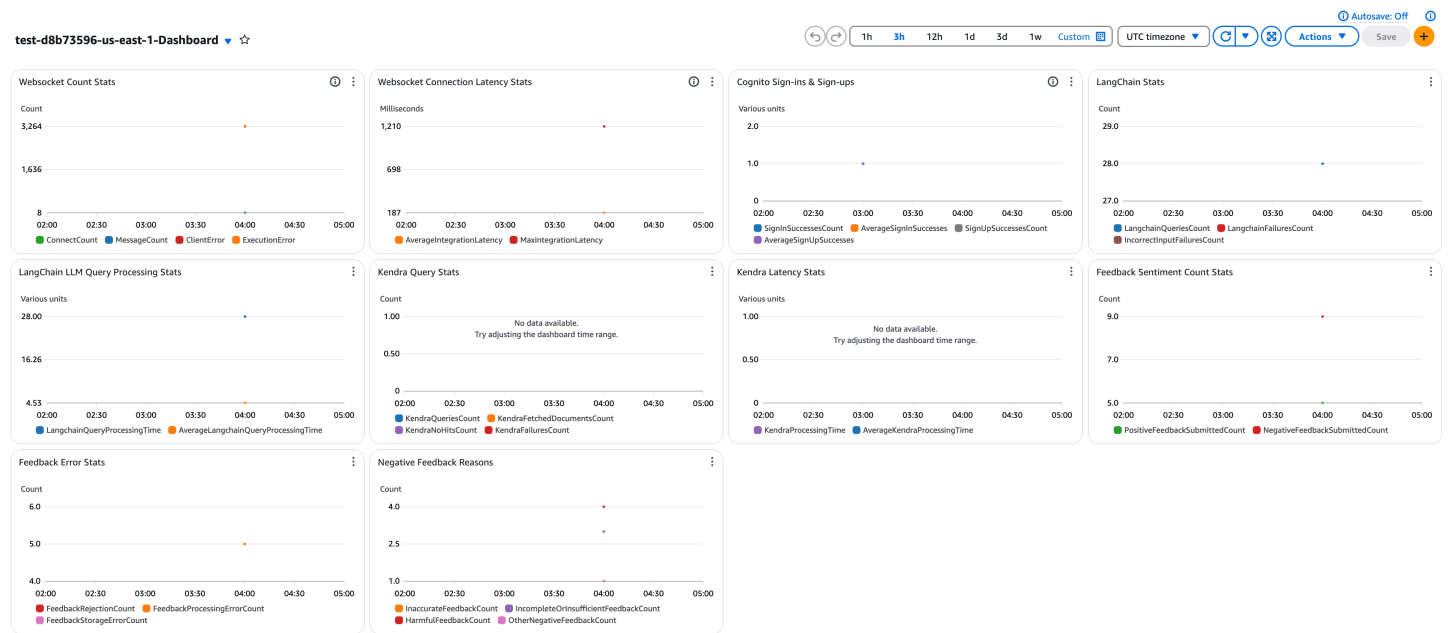 Autosave: Off
test-d8b73596-us-east-1-Dashboard
1h 3h 12h 1d 3d 1w Custom UTC timezone Actions Save
Websocket Count Stats
Count
3,264
1,636
8
02:00 02:30 03:00 03:30 04:00 04:30 05:00
ConnectCount MessageCount ClientError ExecutionError
Websocket Connection Latency Stats
Milliseconds
1,210
698
187
02:00 02:30 03:00 03:30 04:00 04:30 05:00
AverageIntegrationLatency MaxIntegrationLatency
Cognito Sign-ins & Sign-ups
Various units
2.0
1.0
0
02:00 02:30 03:00 03:30 04:00 04:30 05:00
SignInSuccessesCount AverageSignInSuccesses SignUpSuccessesCount
AverageSignUpSuccesses
LangChain Stats
Count
29.0
28.0
27.0
02:00 02:30 03:00 03:30 04:00 04:30 05:00
LangchainQueriesCount LangchainFailuresCount
IncorrectInputFailuresCount
LangChain LLM Query Processing Stats
Various units
28.00
16.26
4.53
02:00 02:30 03:00 03:30 04:00 04:30 05:00
LangchainQueryProcessingTime AverageLangchainQueryProcessingTime
Kendra Query Stats
Count
1.00
No data available.
Try adjusting the dashboard time range.
0.50
0
02:00 02:30 03:00 03:30 04:00 04:30 05:00
KendraQueriesCount KendraFetchedDocumentsCount
KendraNoHitsCount KendraFailuresCount
Kendra Latency Stats
Various units
1.00
No data available.
Try adjusting the dashboard time range.
0.50
0
02:00 02:30 03:00 03:30 04:00 04:30 05:00
KendraProcessingTime AverageKendraProcessingTime
Feedback Sentiment Count Stats
Count
9.0
7.0
5.0
02:00 02:30 03:00 03:30 04:00 04:30 05:00
PositiveFeedbackSubmittedCount NegativeFeedbackSubmittedCount
Feedback Error Stats
Count
6.0
5.0
4.0
02:00 02:30 03:00 03:30 04:00 04:30 05:00
FeedbackRejectionCount FeedbackProcessingErrorCount
FeedbackStorageErrorCount
Negative Feedback Reasons
Count
4.0
2.5
1.0
02:00 02:30 03:00 03:30 04:00 04:30 05:00
InaccurateFeedbackCount IncompleteOrInsufficientFeedbackCount
HarmfulFeedbackCount OtherNegativeFeedbackCount